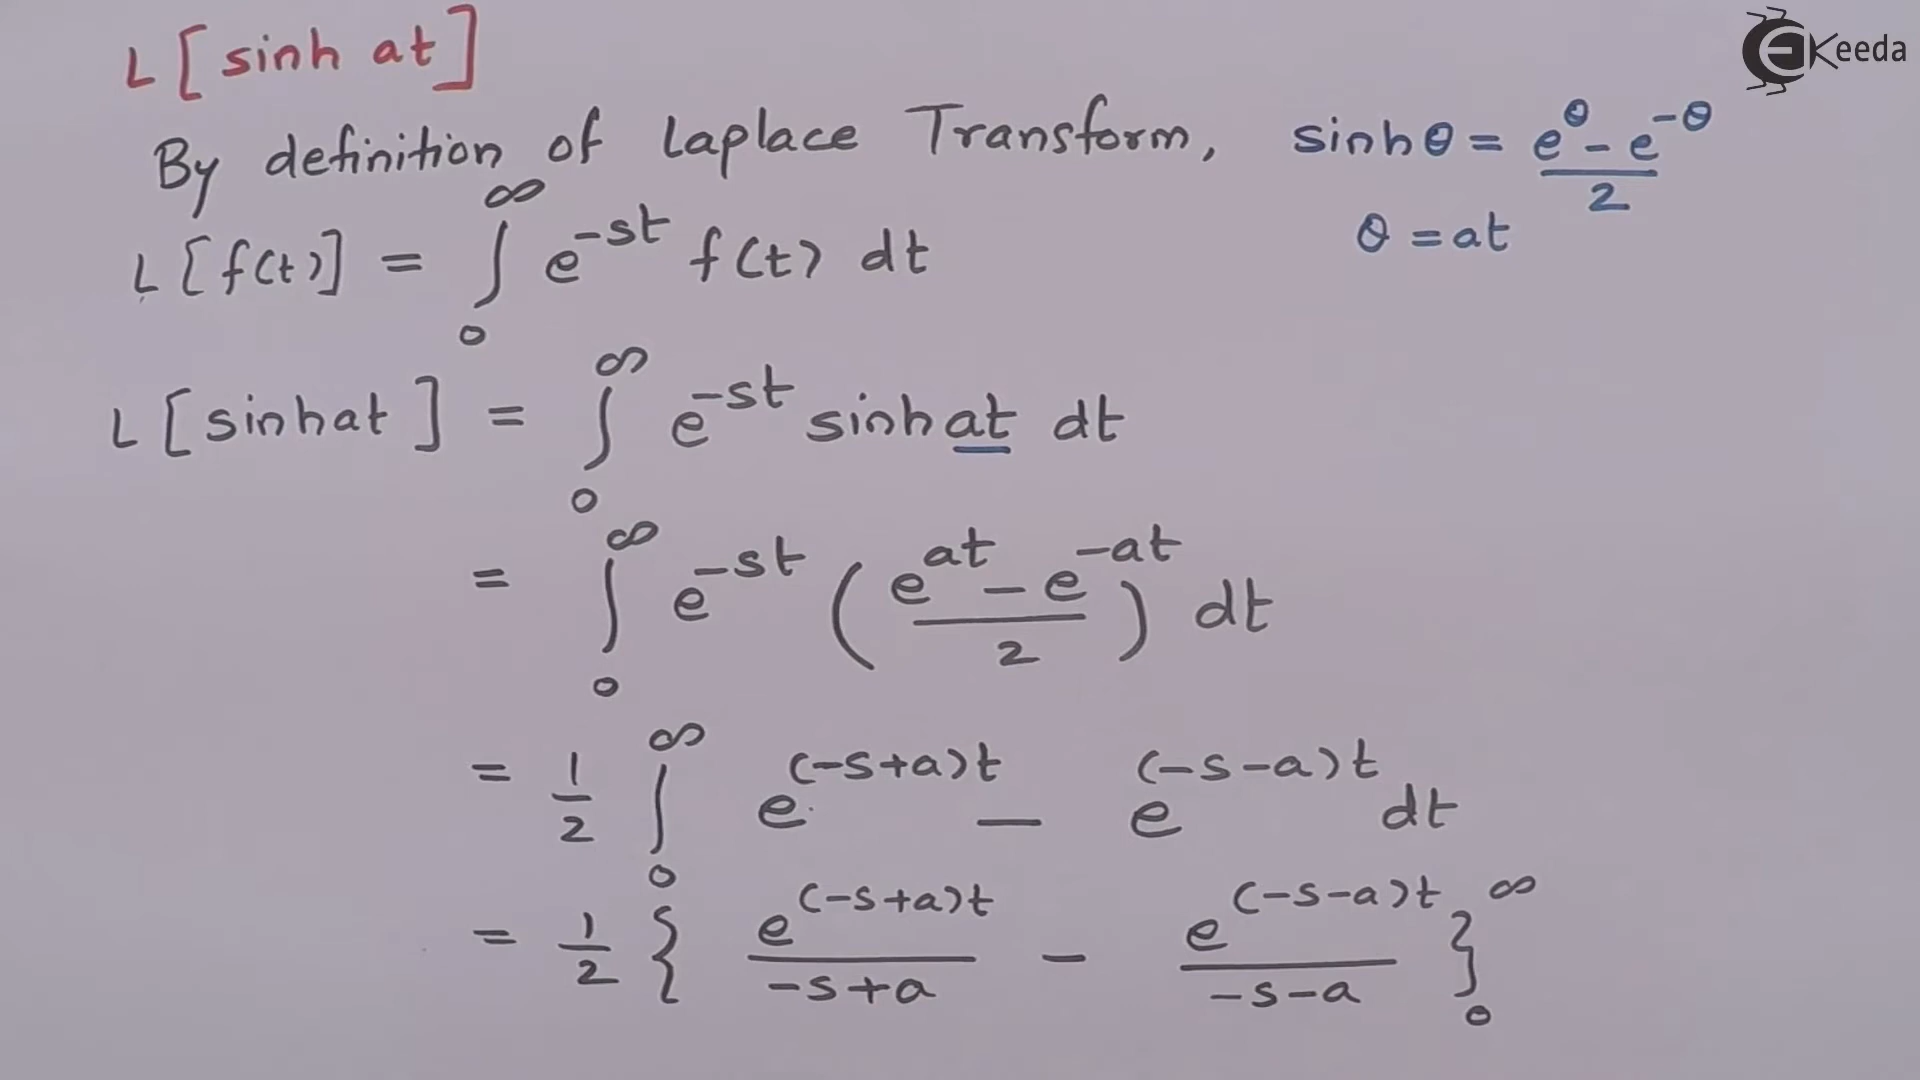 L[sinh at]
Keeda
By definition of Laplace Transform, sinhθ = (e^θ - e^-θ)/2
θ = at
L[f(t)] = ∫₀^∞ e^-st f(t) dt
L[sinhat] = ∫₀^∞ e^-st sinhat dt
= ∫₀^∞ e^-st ((e^at - e^-at)/2) dt
= 1/2 ∫₀^∞ e^(-s+a)t - e^(-s-a)t dt
= 1/2 { e^(-s+a)t/(-s+a) - e^(-s-a)t/(-s-a) }₀^∞